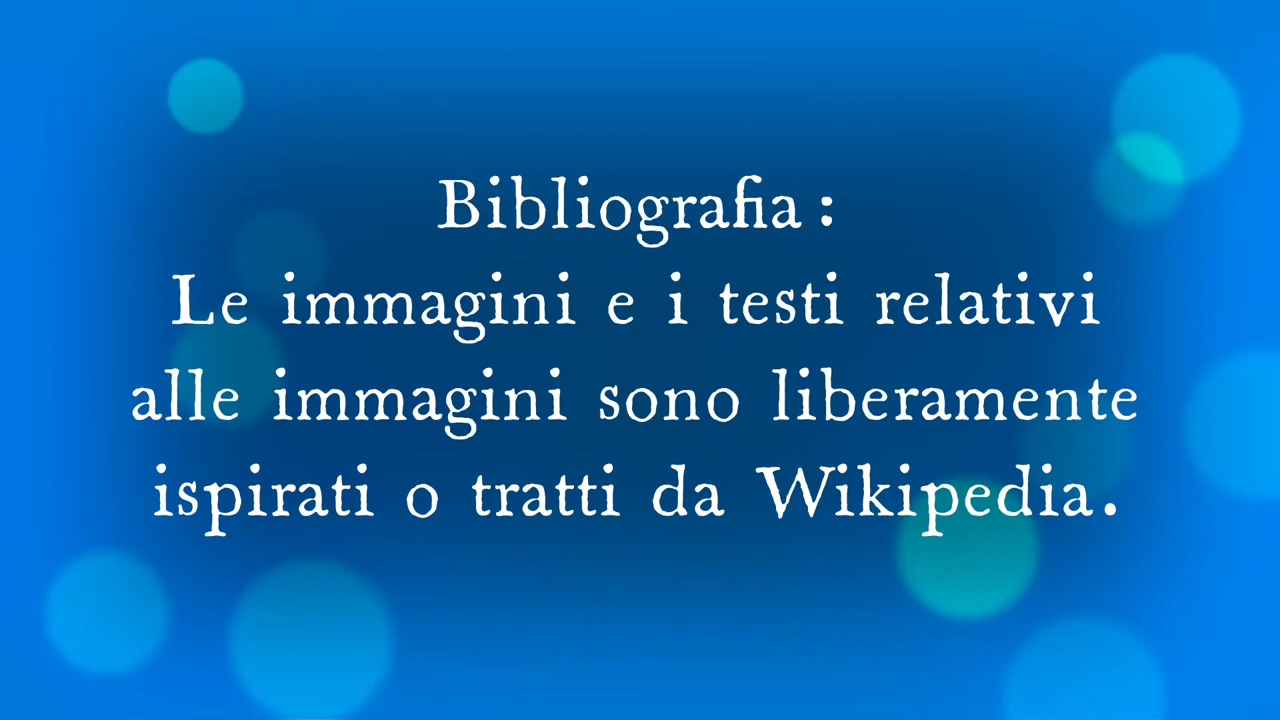 Bibliografia:
Le immagini e i testi relativi
alle immagini sono liberamente
ispirati o tratti da Wikipedia.